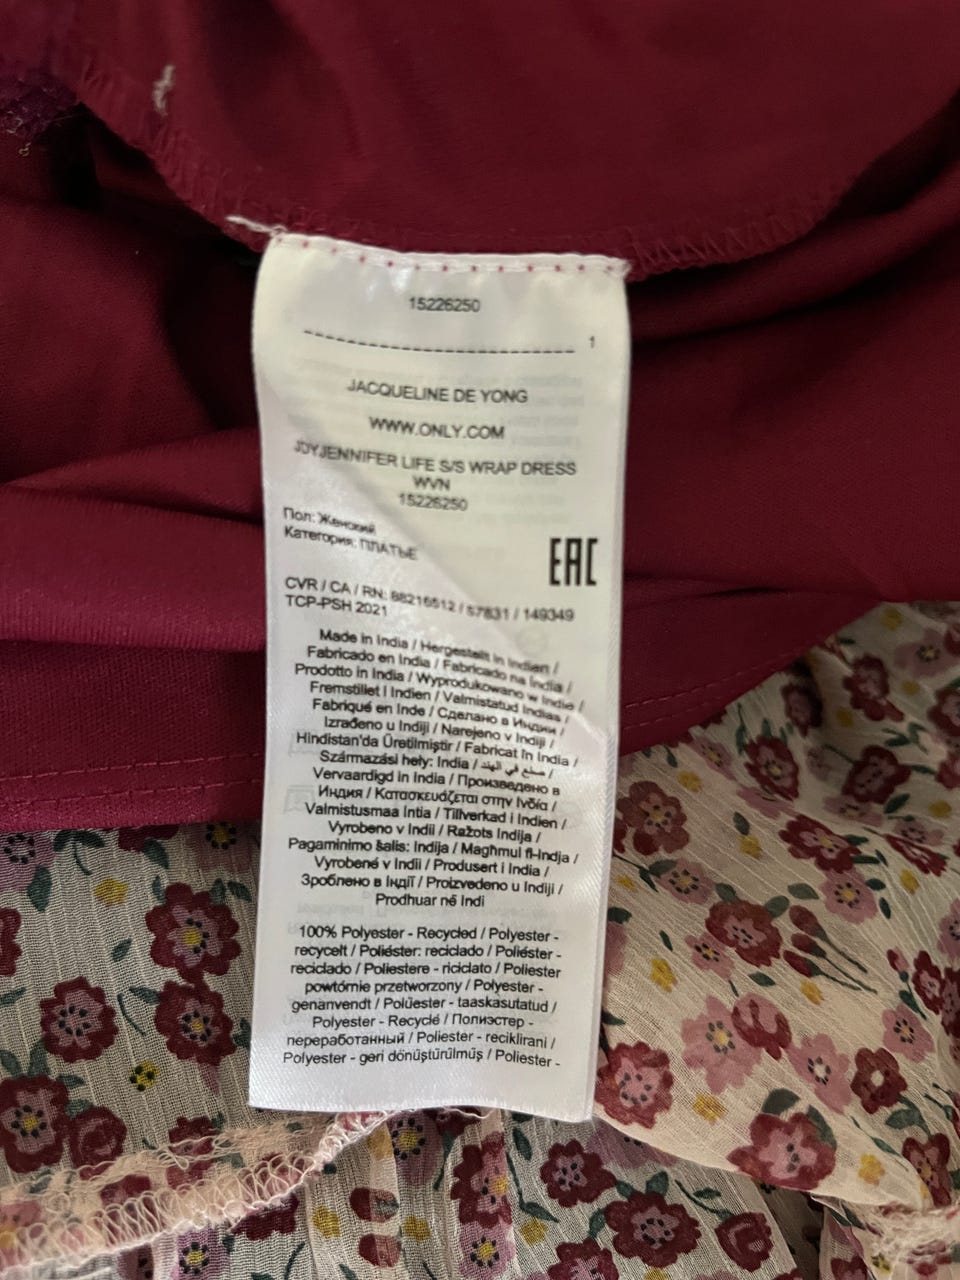 15226250
1
JACQUELINE DE YONG
WWW.ONLY.COM
JDYJENNIFER LIFE S/S WRAP DRESS
WVN
15226250
Пол: Женский
Категория: ПЛАТЬЕ
EAC
CVR / CA / RN: 88216512 / 57831 / 149349
TCP-PSH 2021
Made in India / Hergestellt in Indien /
Fabricado en India / Fabricado na Índia /
Prodotto in India / Wyprodukowano w Indie /
Fremstillet i Indien / Valmistatud Indias /
Fabriqué en Inde / Сделано в Индии /
Izrađeno u Indiji / Narejeno v Indiji /
Hindistan'da Üretilmiştir / Fabricat în India /
Származási hely: India / صنع في الهند /
Vervaardigd in India / Произведено в
Индия / Κατασκευάζεται στην Ινδία /
Valmistusmaa Intia / Tillverkad i Indien /
Vyrobeno v Indii / Ražots Indija /
Pagaminimo šalis: Indija / Magħmul fl-Indja /
Vyrobené v Indii / Produsert i India /
Зроблено в Індії / Proizvedeno u Indiji /
Prodhuar në Indi
100% Polyester - Recycled / Polyester -
recycelt / Poliéster: reciclado / Poliéster -
reciclado / Poliestere - riciclato / Poliester
powtórnie przetworzony / Polyester -
genanvendt / Polüester - taaskasutatud /
Polyester - Recyclé / Полиэстер -
переработанный / Poliester - reciklirani /
Polyester - geri dönüştürülmüş / Poliester -